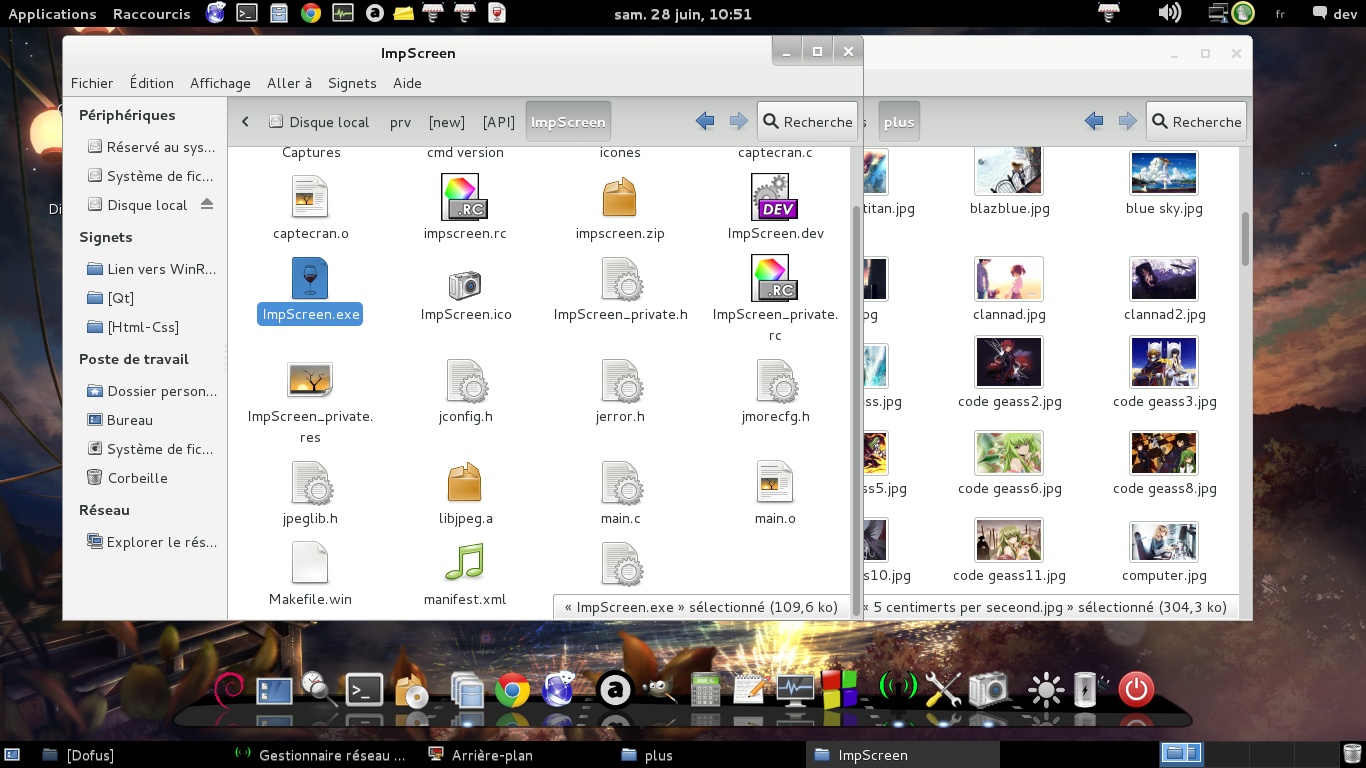 Applications Raccourcis sam. 28 juin, 10:51 fr dev
ImpScreen
Fichier Édition Affichage Aller à Signets Aide
Périphériques
Réservé au sys...
Système de fic...
Disque local
Signets
Lien vers WinR...
[Qt]
[Html-Css]
Poste de travail
Dossier person...
Bureau
Système de fic...
Corbeille
Réseau
Explorer le rés...
Disque local prv [new] [API] ImpScreen Recherche
Captures cmd version icones captecran.c
captecran.o impscreen.rc impscreen.zip ImpScreen.dev
.RC DEV
ImpScreen.exe ImpScreen.ico ImpScreen_private.h ImpScreen_private.
rc
.RC
ImpScreen_private.
res
jconfig.h jerror.h jmorecfg.h
jpeglib.h libjpeg.a main.c main.o
Makefile.win manifest.xml
« ImpScreen.exe » sélectionné (109,6 ko)
s plus Recherche
titan.jpg blazblue.jpg blue sky.jpg
pg clannad.jpg clannad2.jpg
ss.jpg code geass2.jpg code geass3.jpg
ss5.jpg code geass6.jpg code geass8.jpg
s10.jpg code geass11.jpg computer.jpg
« 5 centimerts per seceond.jpg » sélectionné (304,3 ko)
Di
[Dofus] Gestionnaire réseau ... Arrière-plan plus ImpScreen